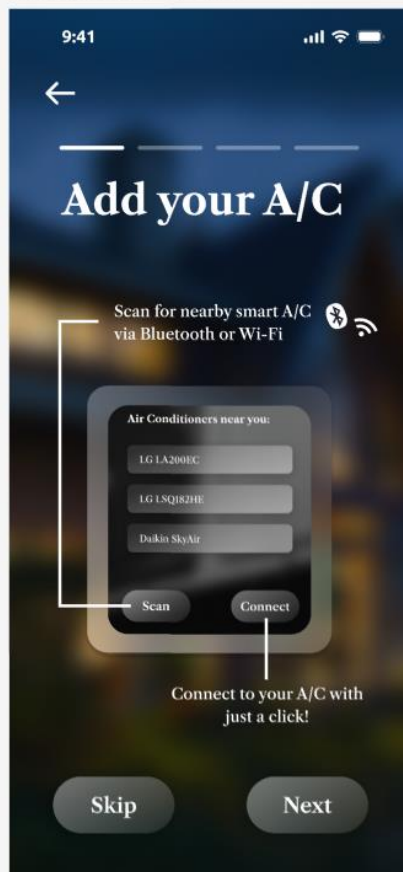 9:41
Add your A/C
Scan for nearby smart A/C
via Bluetooth or Wi-Fi
Air Conditioners near you:
LG LA200EC
LG LSQ182HE
Daikin SkyAir
Scan
Connect
Connect to your A/C with
just a click!
Skip
Next